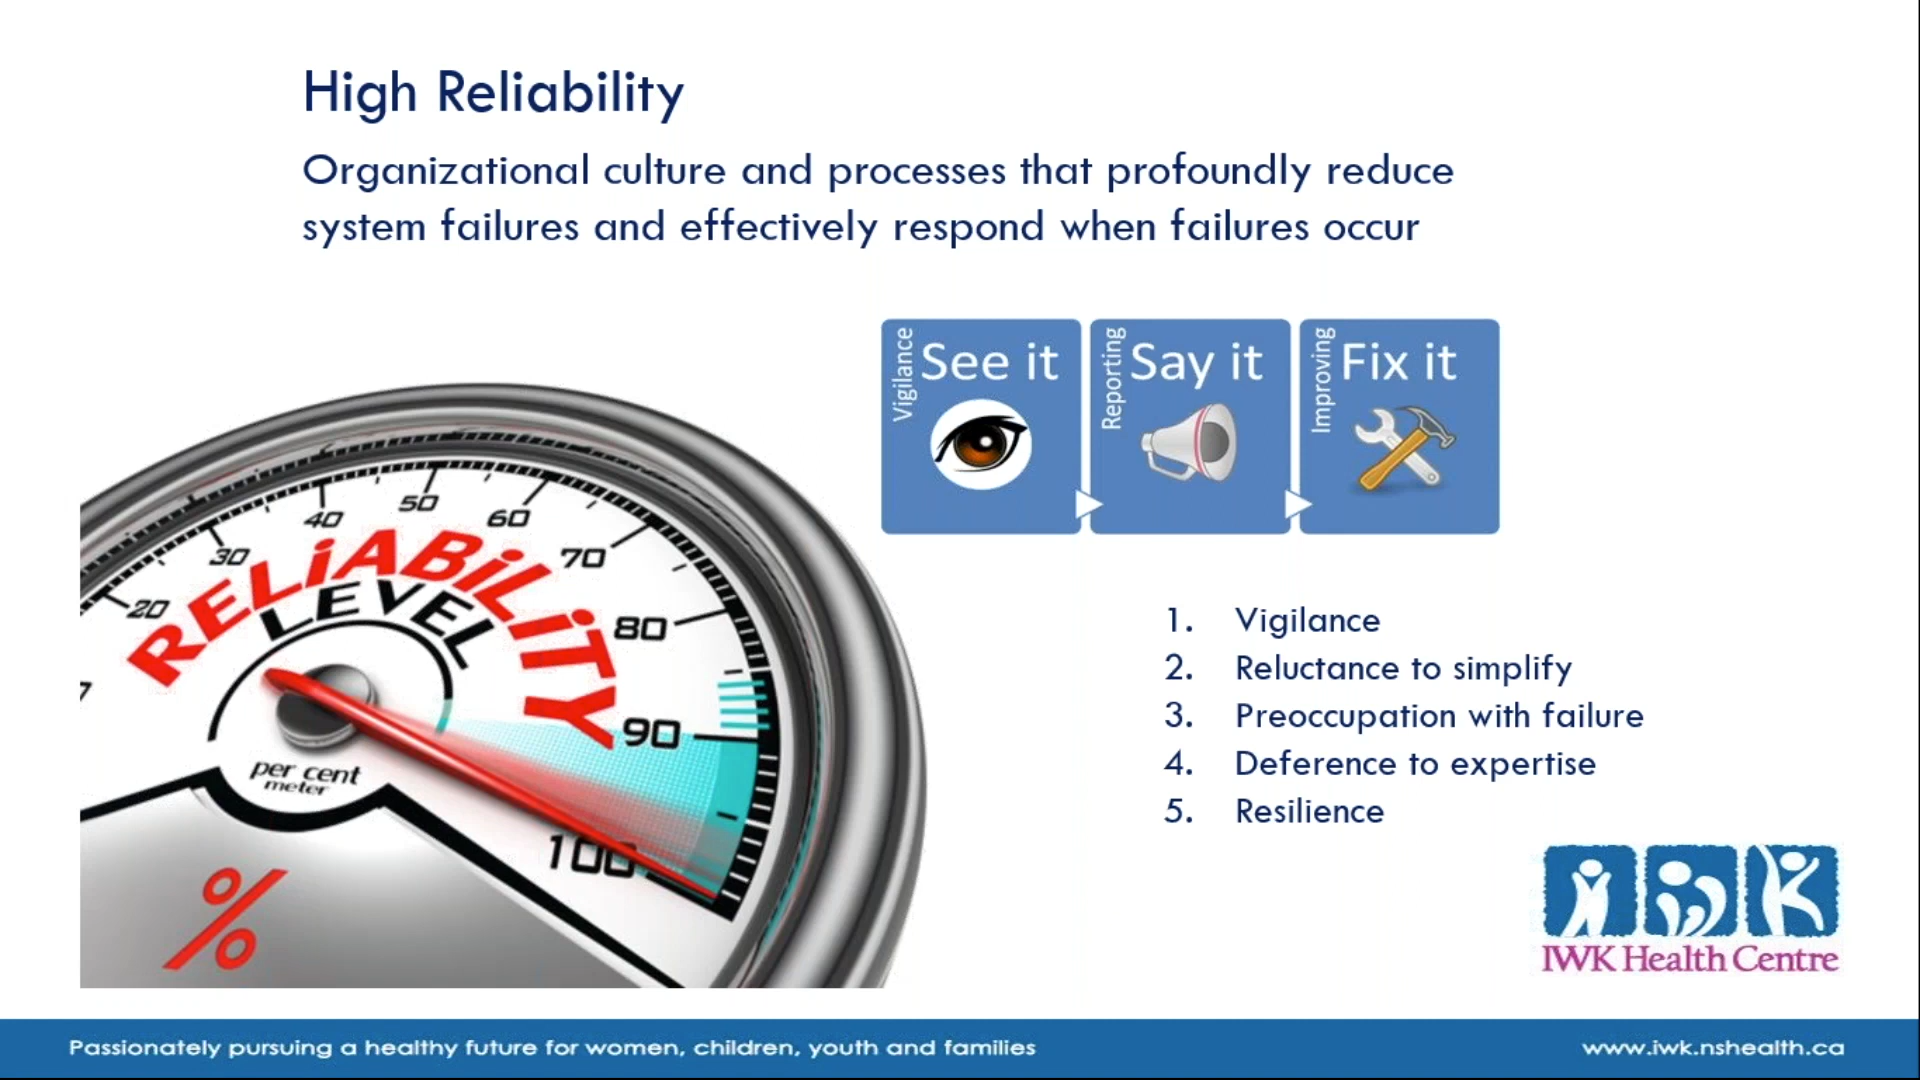 High Reliability
Organizational culture and processes that profoundly reduce
system failures and effectively respond when failures occur
Vigilance
See it
Reporting
Say it
Improving
Fix it
20
30
40
50
60
70
80
90
100
RELiABiLiTY
LEVEL
per cent
meter
%
1. Vigilance
2. Reluctance to simplify
3. Preoccupation with failure
4. Deference to expertise
5. Resilience
iwk
IWK Health Centre
Passionately pursuing a healthy future for women, children, youth and families
www.iwk.nshealth.ca